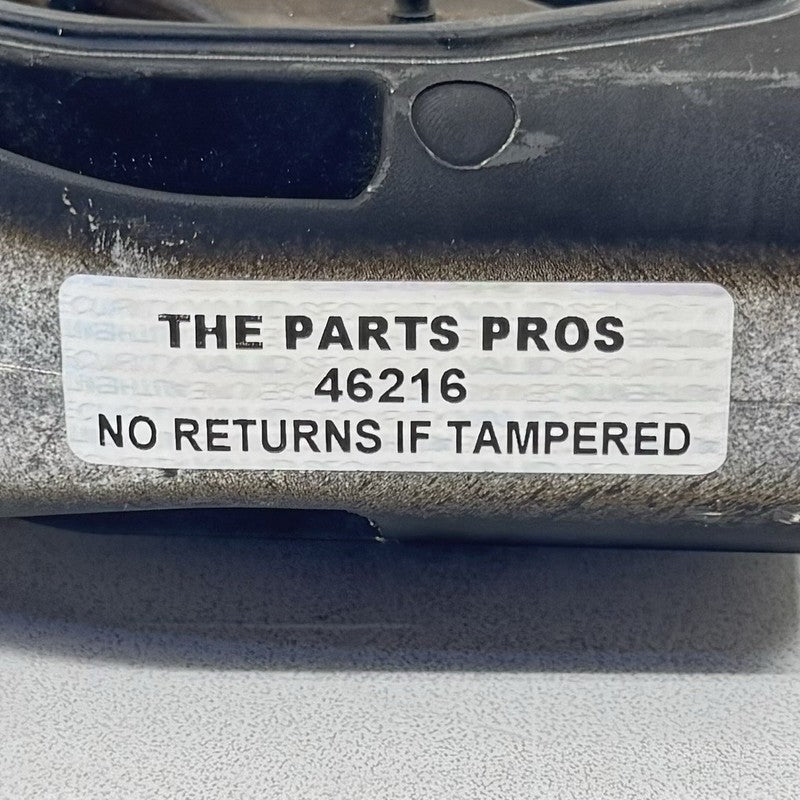 THE PARTS PROS
46216
NO RETURNS IF TAMPERED